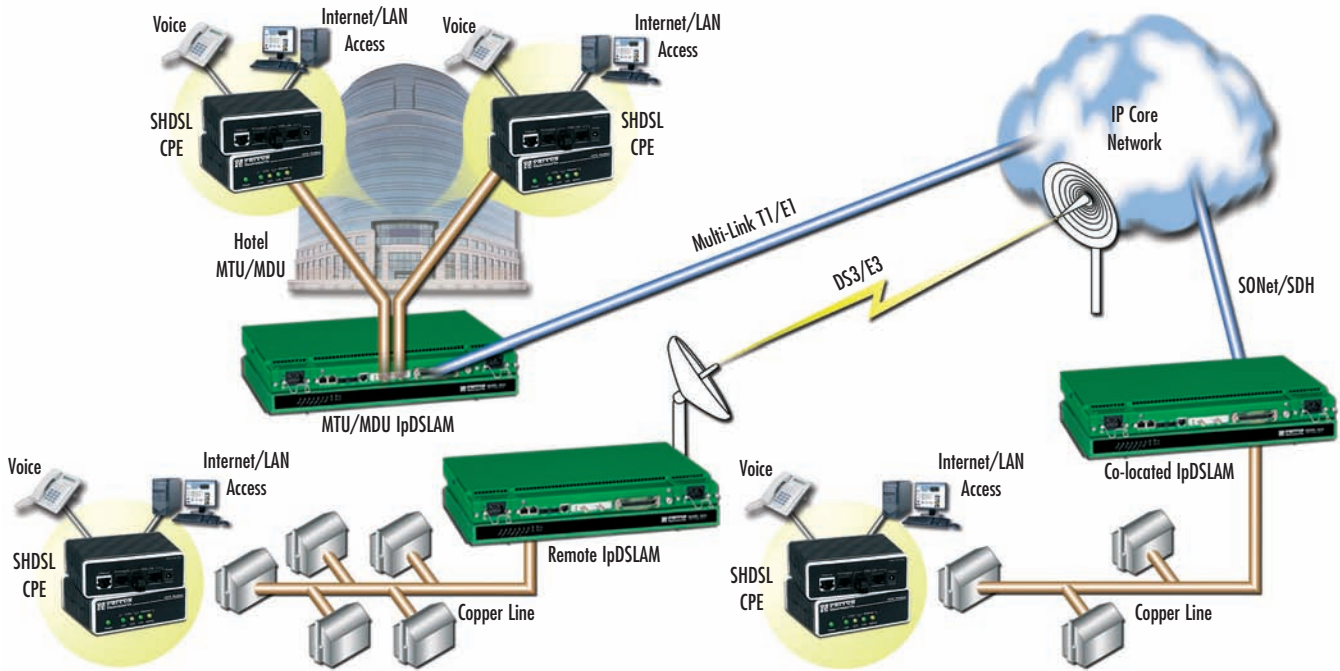 Voice
Internet/LAN
Access
Voice
Internet/LAN
Access
SHDSL
CPE
SHDSL
CPE
IP Core
Network
Hotel
MTU/MDU
Multi-Link T1/E1
DS3/E3
SONet/SDH
MTU/MDU IpDSLAM
Co-located IpDSLAM
Voice
Internet/LAN
Access
Voice
Internet/LAN
Access
SHDSL
CPE
Remote IpDSLAM
SHDSL
CPE
Copper Line
Copper Line